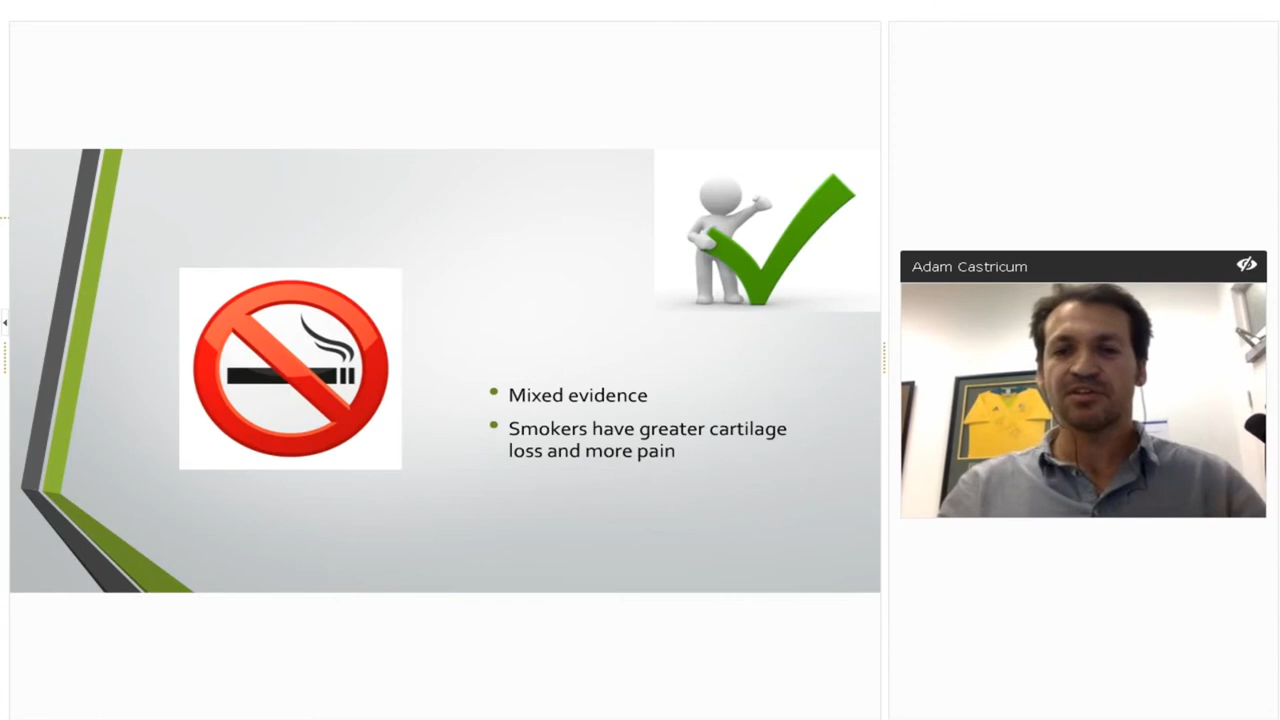 Mixed evidence
Smokers have greater cartilage
loss and more pain
Adam Castricum